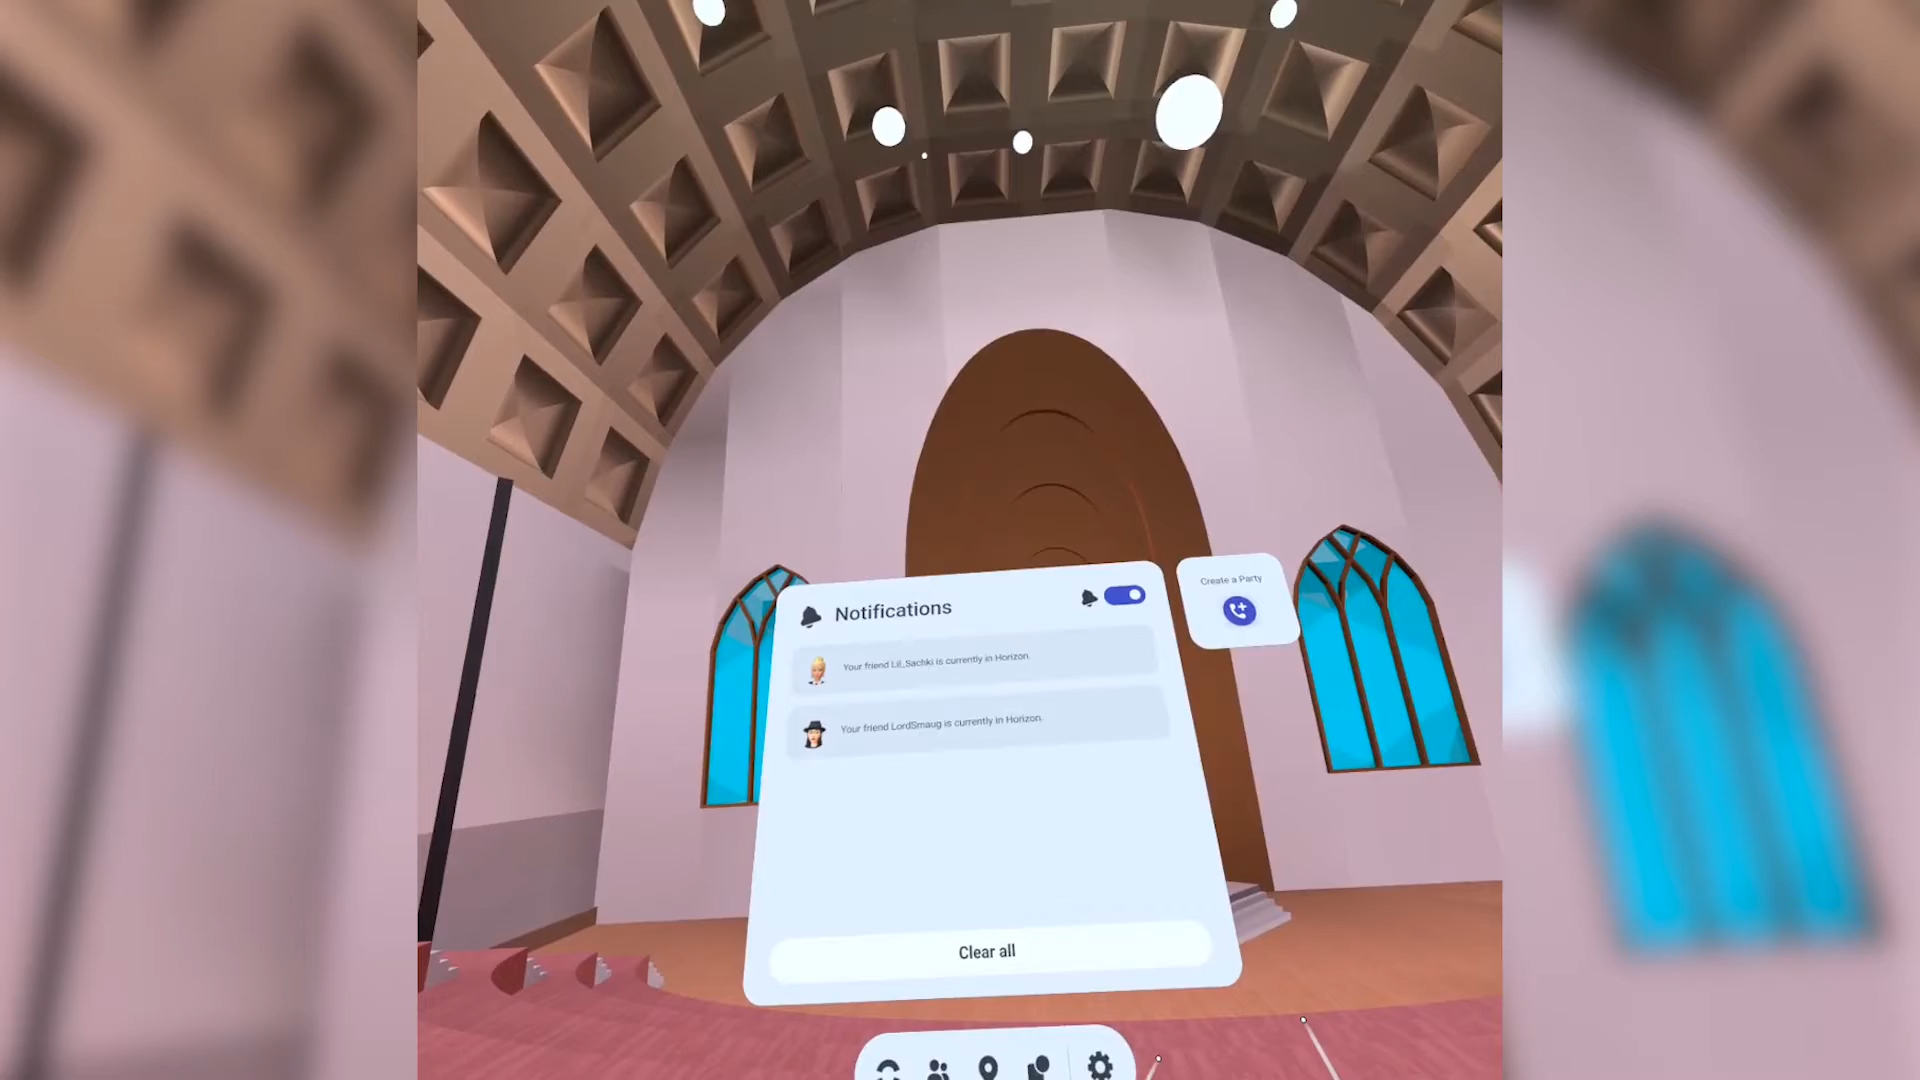 Create a Party
Notifications
Your friend Lil_Sachki is currently in Horizon.
Your friend LordSmaug is currently in Horizon.
Clear all